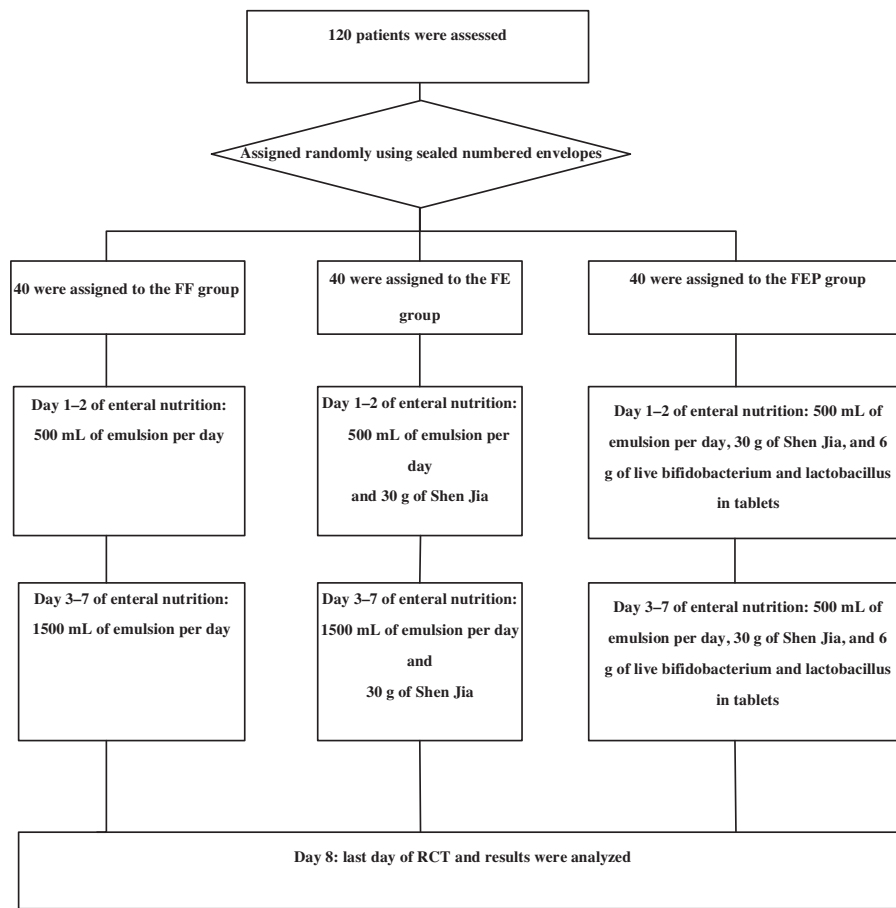 120 patients were assessed
Assigned randomly using sealed numbered envelopes
40 were assigned to the FF group
40 were assigned to the FE
group
40 were assigned to the FEP group
Day 1–2 of enteral nutrition:
500 mL of emulsion per day
Day 1–2 of enteral nutrition:
500 mL of emulsion per
day
and 30 g of Shen Jia
Day 1–2 of enteral nutrition: 500 mL of
emulsion per day, 30 g of Shen Jia, and 6
g of live bifidobacterium and lactobacillus
in tablets
Day 3–7 of enteral nutrition:
1500 mL of emulsion per day
Day 3–7 of enteral nutrition:
1500 mL of emulsion per day
and
30 g of Shen Jia
Day 3–7 of enteral nutrition: 500 mL of
emulsion per day, 30 g of Shen Jia, and 6
g of live bifidobacterium and lactobacillus
in tablets
Day 8: last day of RCT and results were analyzed